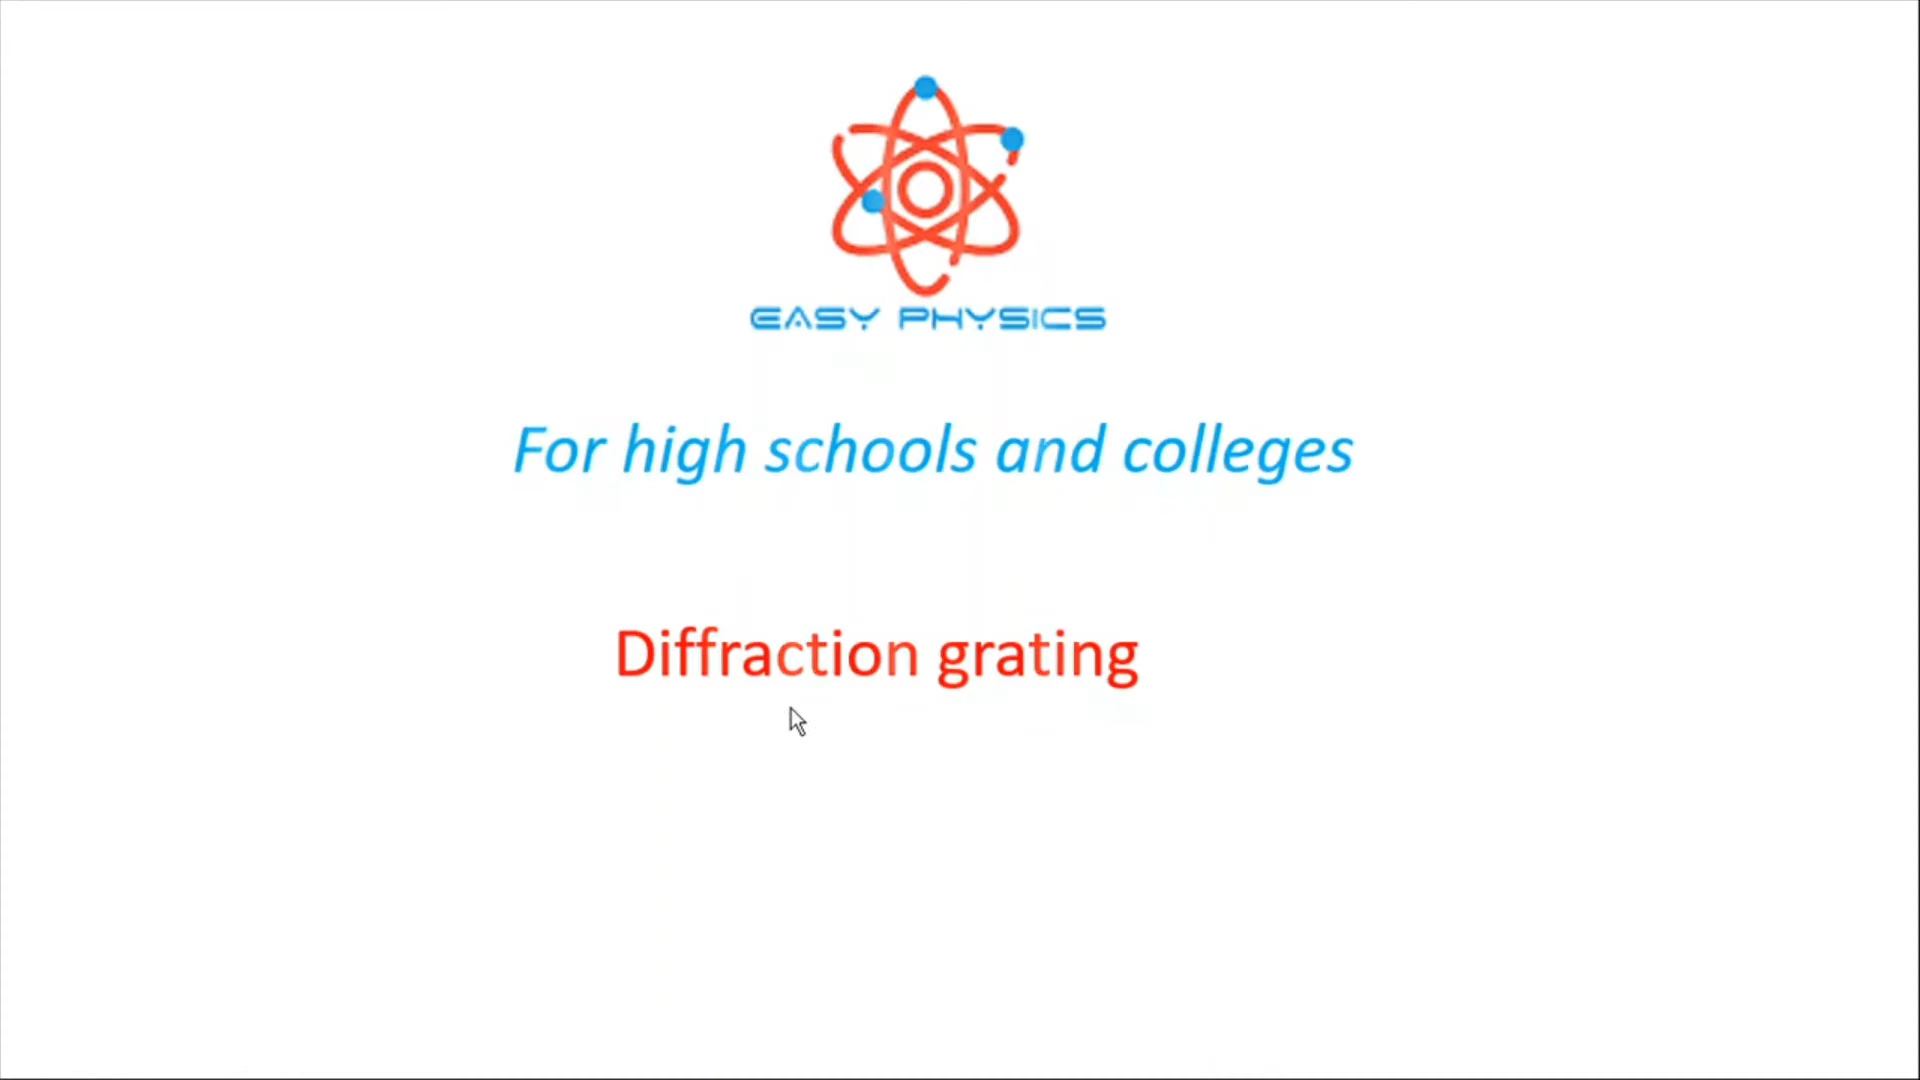 EASY PHYSICS
For high schools and colleges
Diffraction grating